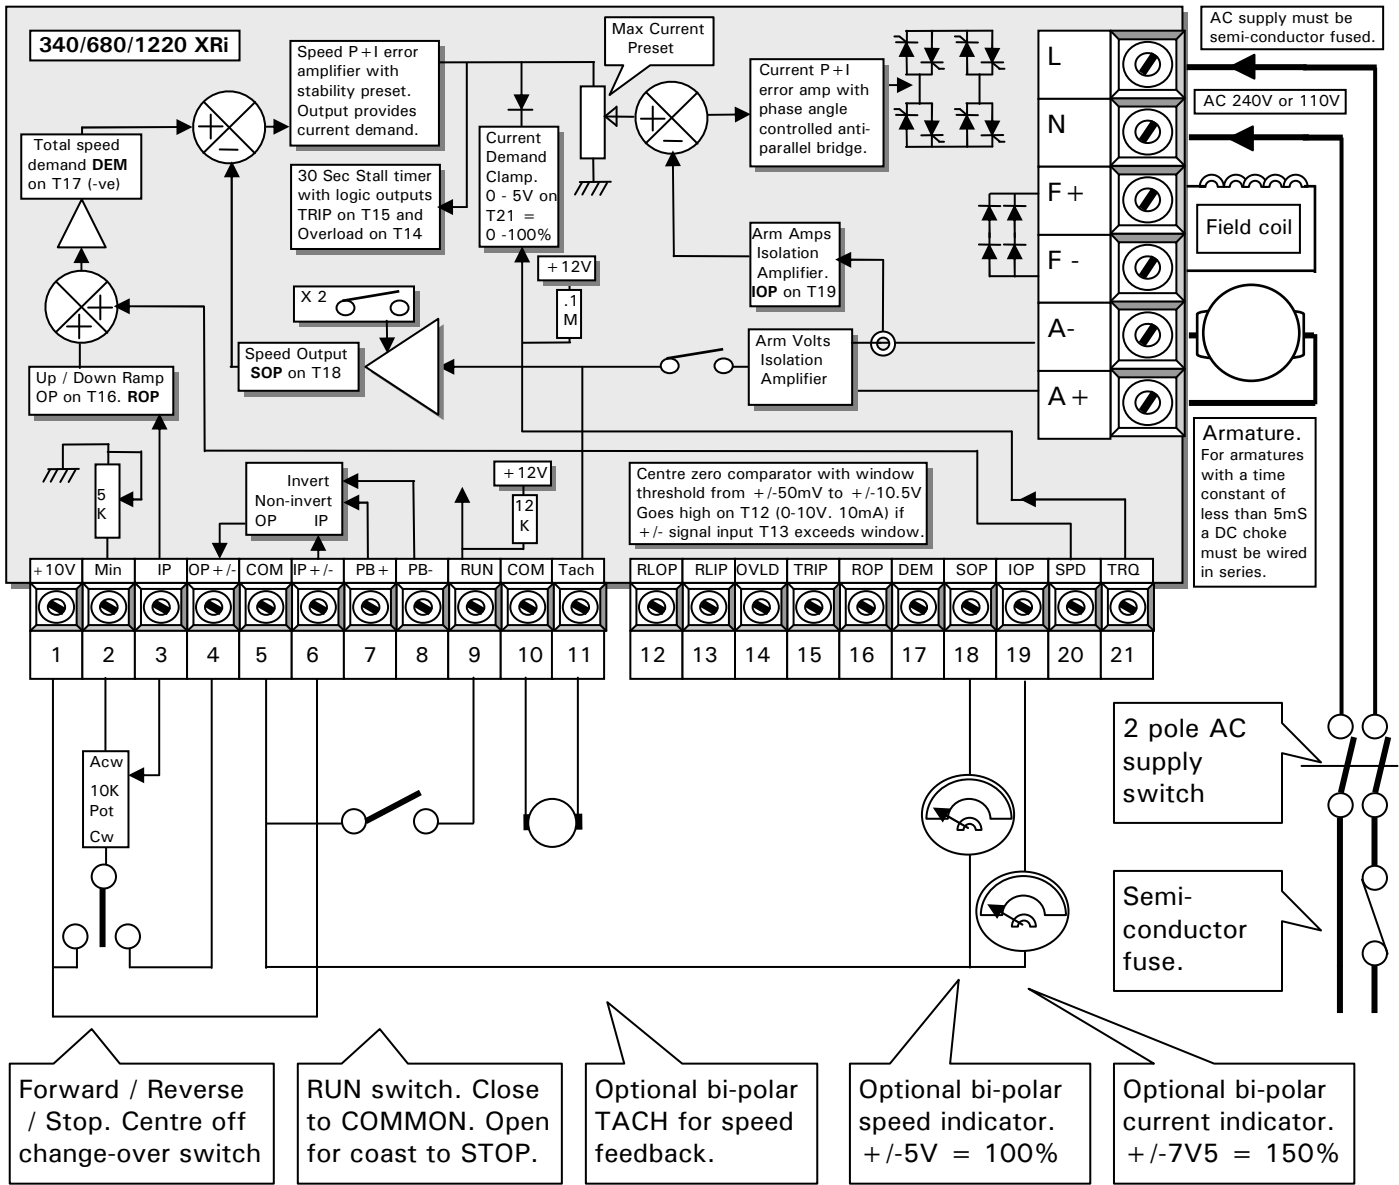 340/680/1220 XRi
Speed P+I error
amplifier with
stability preset.
Output provides
current demand.
Max Current
Preset
Current P+I
error amp with
phase angle
controlled anti-
parallel bridge.
AC supply must be
semi-conductor fused.
AC 240V or 110V
L
N
F+
F -
A-
A+
Field coil
Total speed
demand DEM
on T17 (-ve)
+
-
+
-
30 Sec Stall timer
with logic outputs
TRIP on T15 and
Overload on T14
Current
Demand
Clamp.
0 - 5V on
T21 =
0 -100%
+12V
.1
M
Arm Amps
Isolation
Amplifier.
IOP on T19
+
+
X 2
Speed Output
SOP on T18
Arm Volts
Isolation
Amplifier
Up / Down Ramp
OP on T16. ROP
5
K
Invert
Non-invert
OP IP
+12V
12
K
Centre zero comparator with window
threshold from +/-50mV to +/-10.5V
Goes high on T12 (0-10V. 10mA) if
+/- signal input T13 exceeds window.
Armature.
For armatures
with a time
constant of
less than 5mS
a DC choke
must be wired
in series.
+10V Min IP OP+/- COM IP+/- PB+ PB- RUN COM Tach
RLOP RLIP OVLD TRIP ROP DEM SOP IOP SPD TRQ
1 2 3 4 5 6 7 8 9 10 11
12 13 14 15 16 17 18 19 20 21
Acw
10K
Pot
Cw
2 pole AC
supply
switch
Semi-
conductor
fuse.
Forward / Reverse
/ Stop. Centre off
change-over switch
RUN switch. Close
to COMMON. Open
for coast to STOP.
Optional bi-polar
TACH for speed
feedback.
Optional bi-polar
speed indicator.
+/-5V = 100%
Optional bi-polar
current indicator.
+/-7V5 = 150%